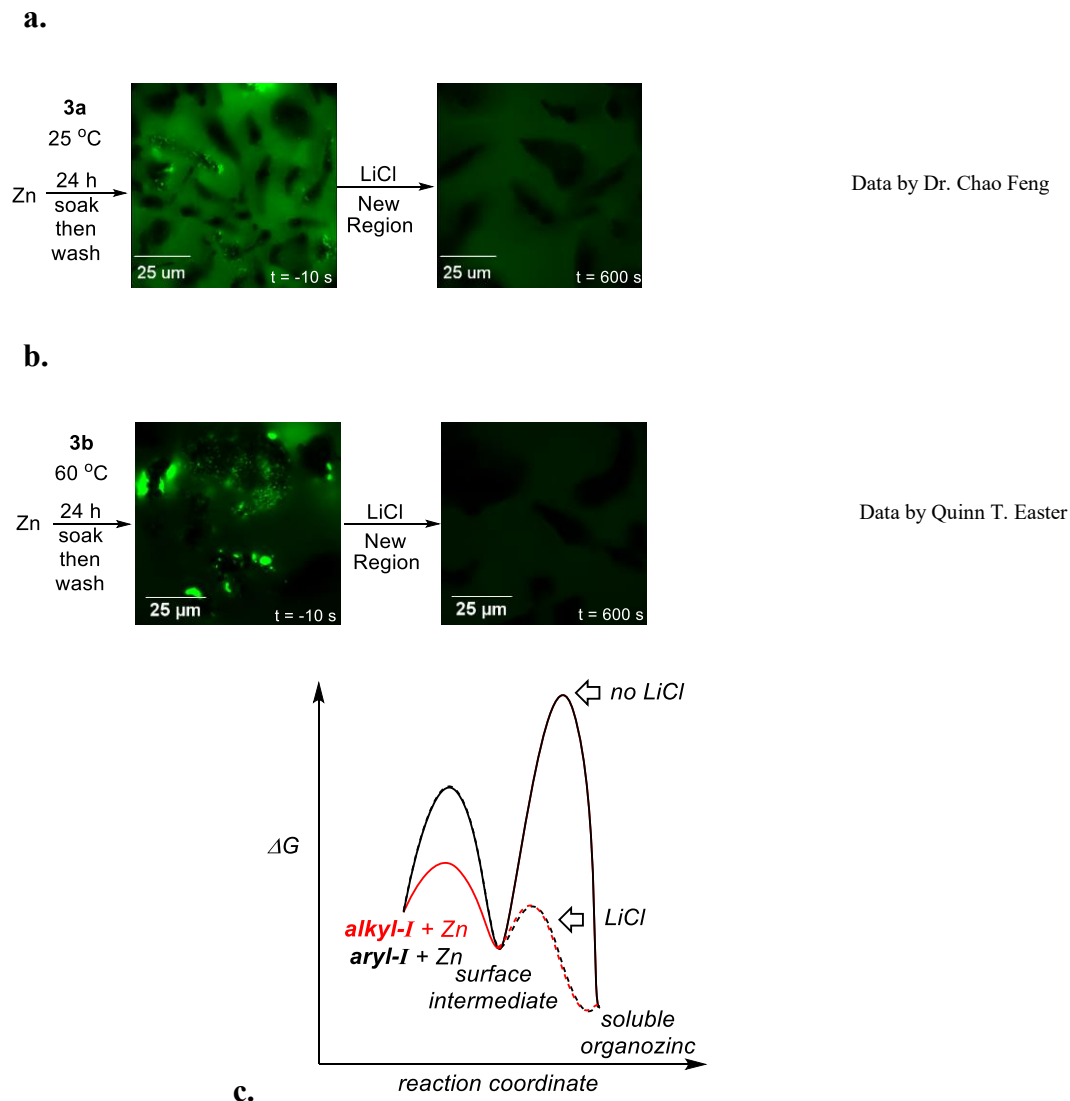 a.
3a
25 °C
Zn
24 h
soak
then
wash
25 um
t = -10 s
LiCl
New
Region
t = 600 s
Data by Dr. Chao Feng
b.
3b
60 °C
Zn
24 h
soak
then
wash
25 µm
t = -10 s
LiCl
New
Region
25 µm
t = 600 s
Data by Quinn T. Easter
no LiCl
ΔG
LiCl
alkyl-I + Zn
aryl-I + Zn
surface
intermediate
soluble
organozinc
reaction coordinate
c.